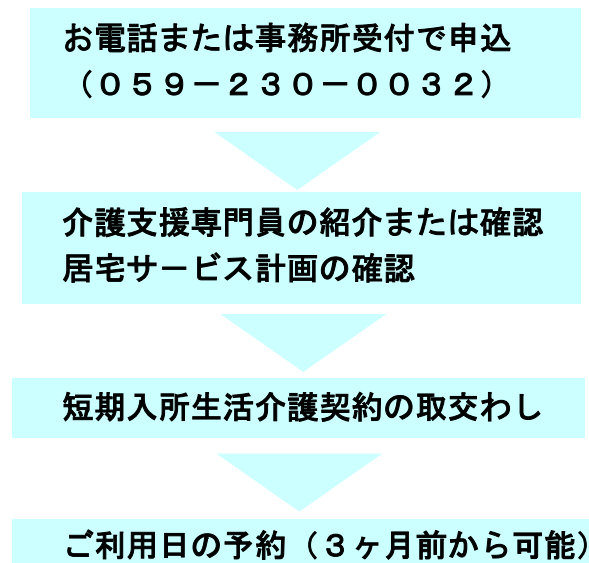 お電話または事務所受付で申込
（０５９－２３０－００３２）
介護支援専門員の紹介または確認
居宅サービス計画の確認
短期入所生活介護契約の取交わし
ご利用日の予約（３ヶ月前から可能）